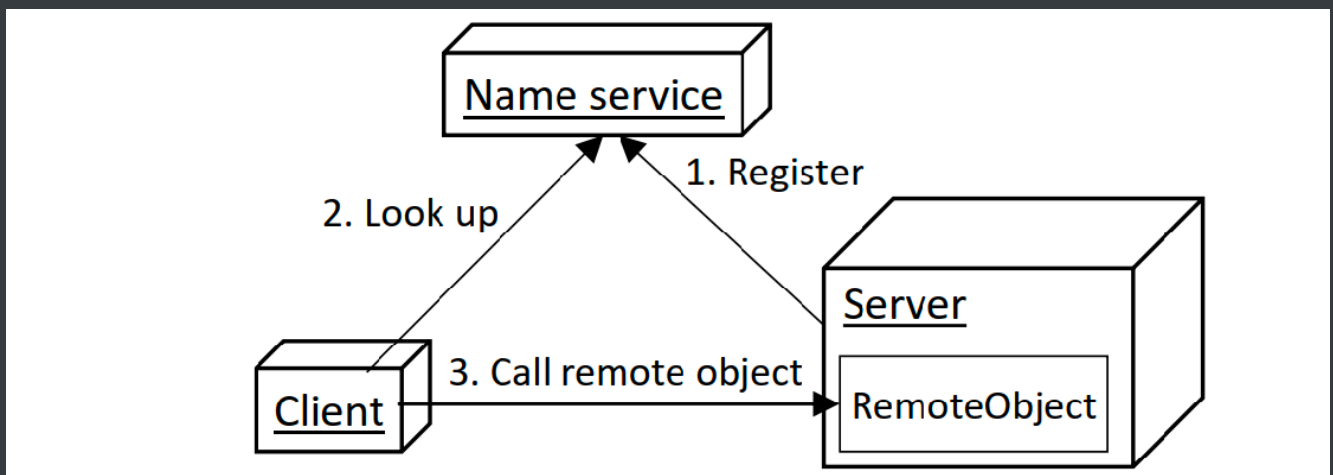 Name service
1. Register
2. Look up
Server
3. Call remote object
Client
RemoteObject